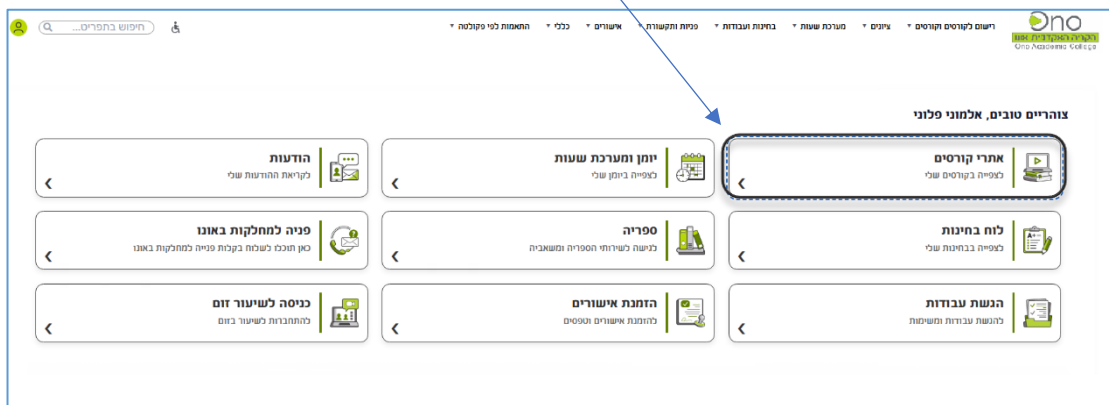 Ono
הקריה האקדמית אונו
Ono Academic College
רישום לקורסים וקורסים
ציונים
מערכת שעות
בחינות ועבודות
פניות ותקשורת
אישורים
כללי
התאמות לפי פקולטה
חיפוש בתפריט...
צוהריים טובים, אלמוני פלוני
אתרי קורסים
לצפייה בקורסים שלי
יומן ומערכת שעות
לצפייה ביומן שלי
הודעות
לקריאת ההודעות שלי
לוח בחינות
לצפייה בבחינות שלי
ספריה
לגישה לשירותי הספריה ומשאביה
פניה למחלקות באונו
כאן תוכלו לשלוח בקלות פנייה למחלקות באונו
הגשת עבודות
להגשת עבודות ומשימות
הזמנת אישורים
להזמנת אישורים וטפסים
כניסה לשיעור זום
להתחברות לשיעור בזום